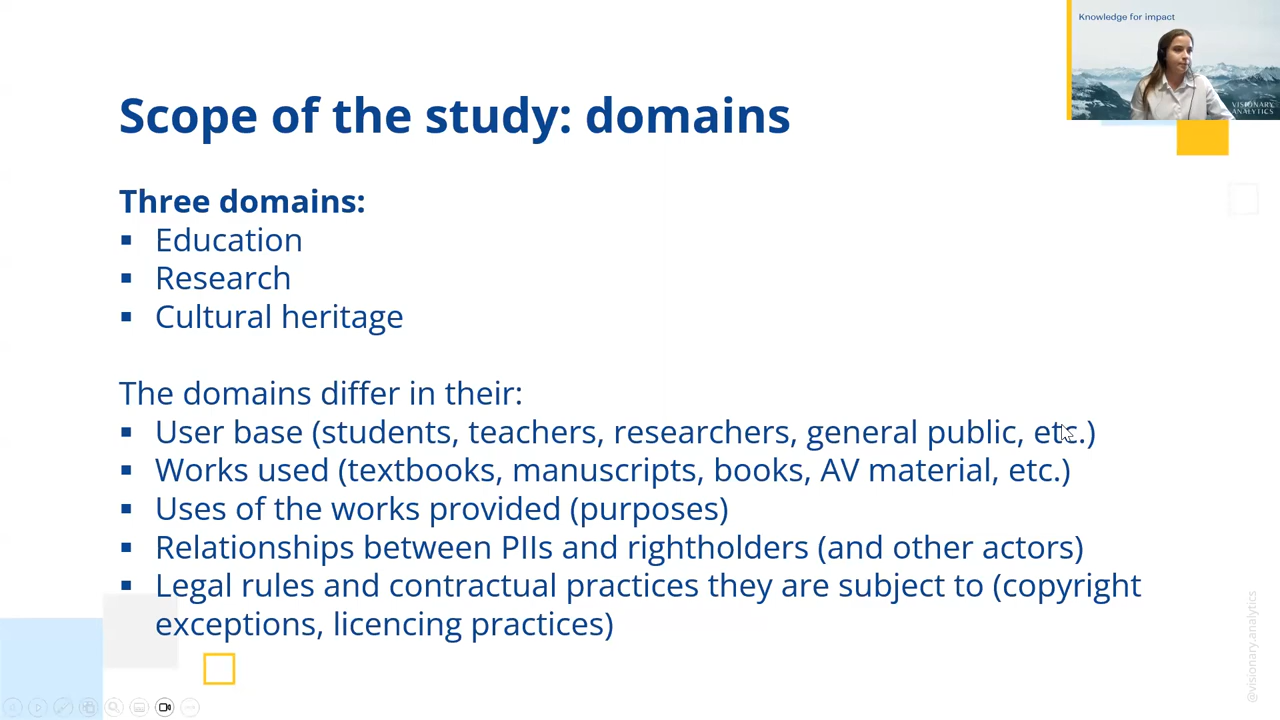 Knowledge for impact
VISIONARY
ANALYTICS
Scope of the study: domains
Three domains:
▪ Education
▪ Research
▪ Cultural heritage
The domains differ in their:
▪ User base (students, teachers, researchers, general public, etc.)
▪ Works used (textbooks, manuscripts, books, AV material, etc.)
▪ Uses of the works provided (purposes)
▪ Relationships between PIIs and rightholders (and other actors)
▪ Legal rules and contractual practices they are subject to (copyright
exceptions, licencing practices)
@visionary.analytics